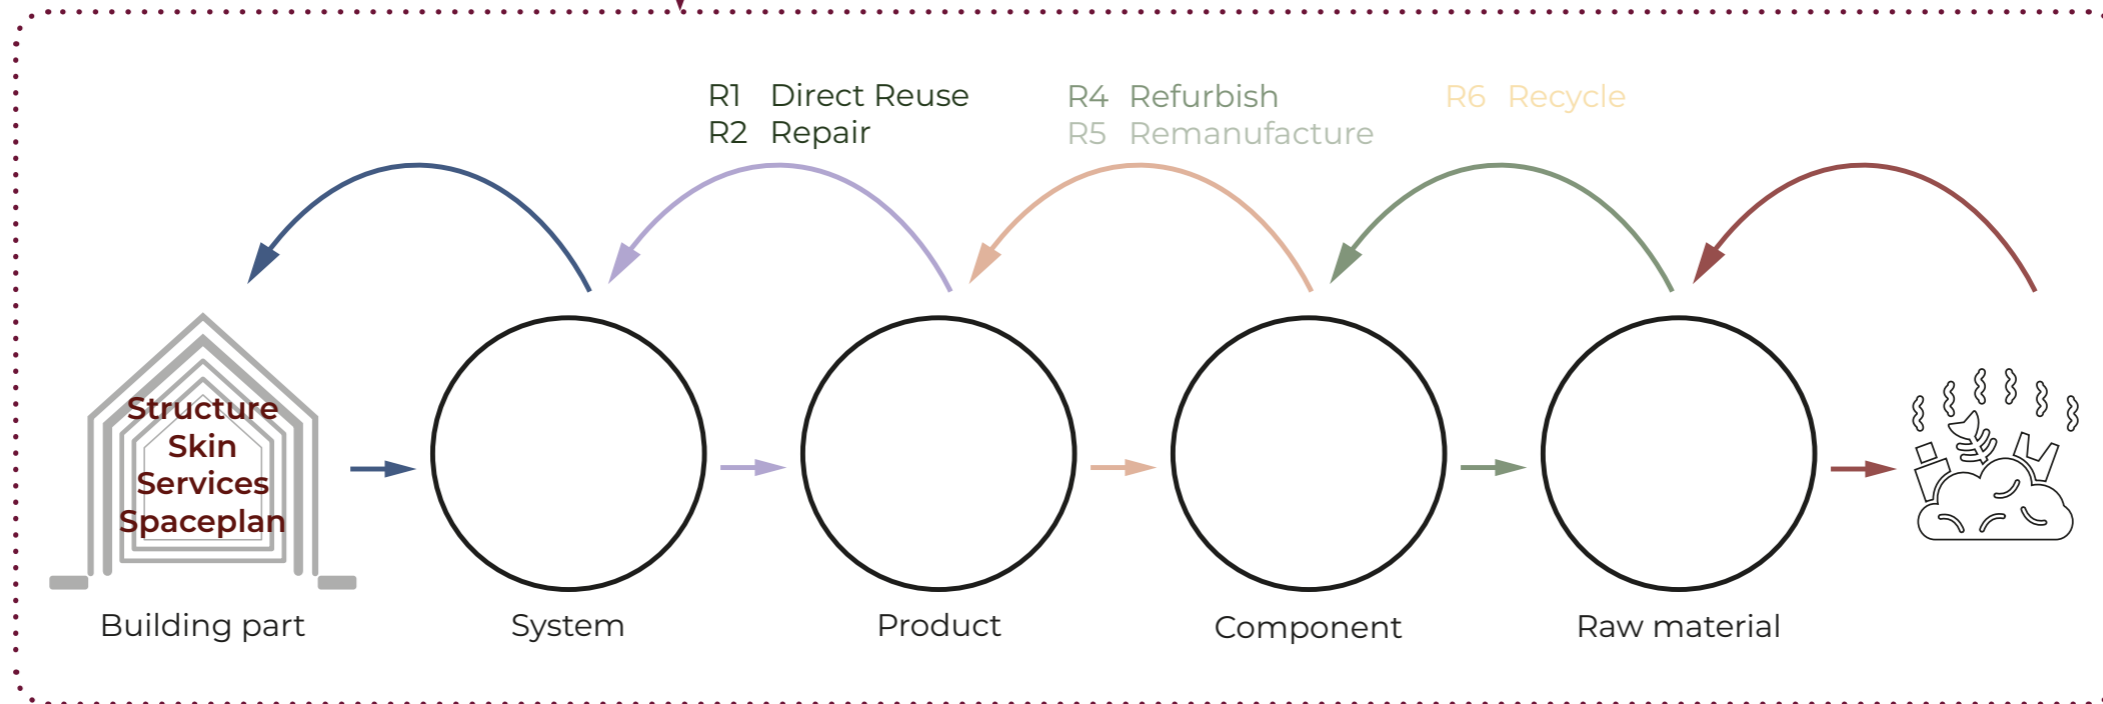 R1 Direct Reuse
R2 Repair
R4 Refurbish
R5 Remanufacture
R6 Recycle
Structure
Skin
Services
Spaceplan
Building part
System
Product
Component
Raw material